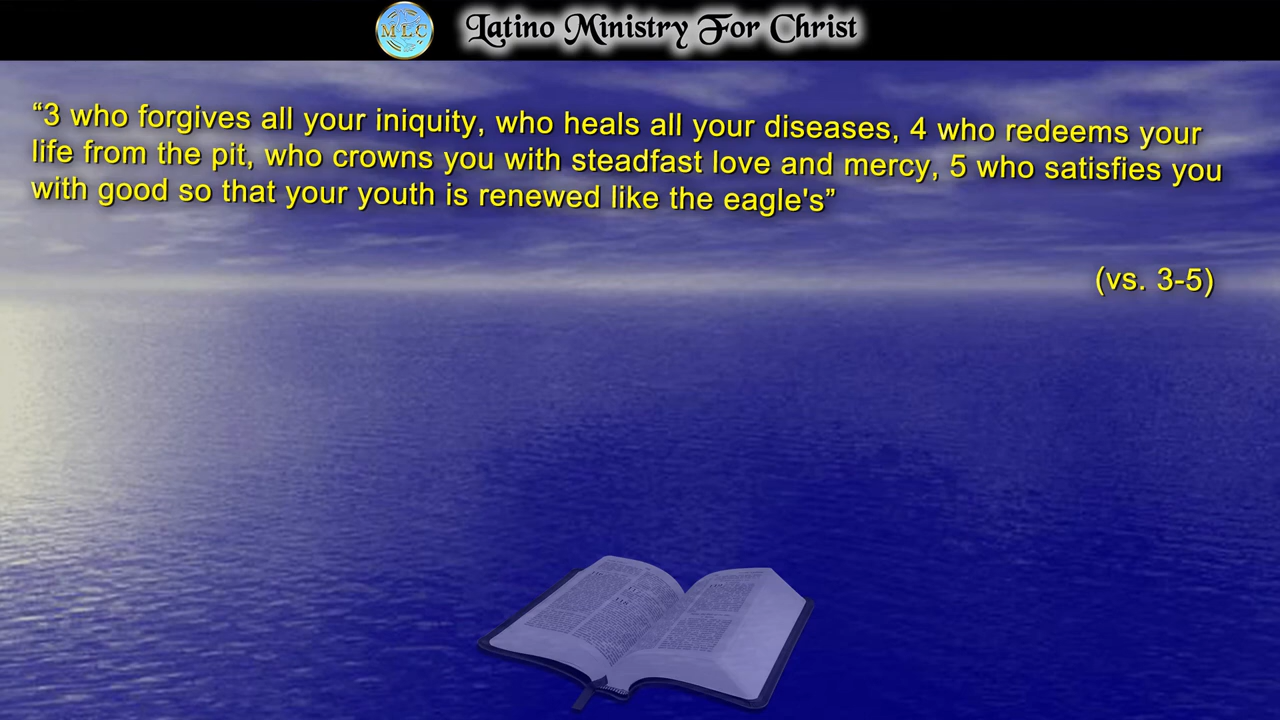 MLC
Latino Ministry For Christ
“3 who forgives all your iniquity, who heals all your diseases, 4 who redeems your
life from the pit, who crowns you with steadfast love and mercy, 5 who satisfies you
with good so that your youth is renewed like the eagle's”
(vs. 3-5)